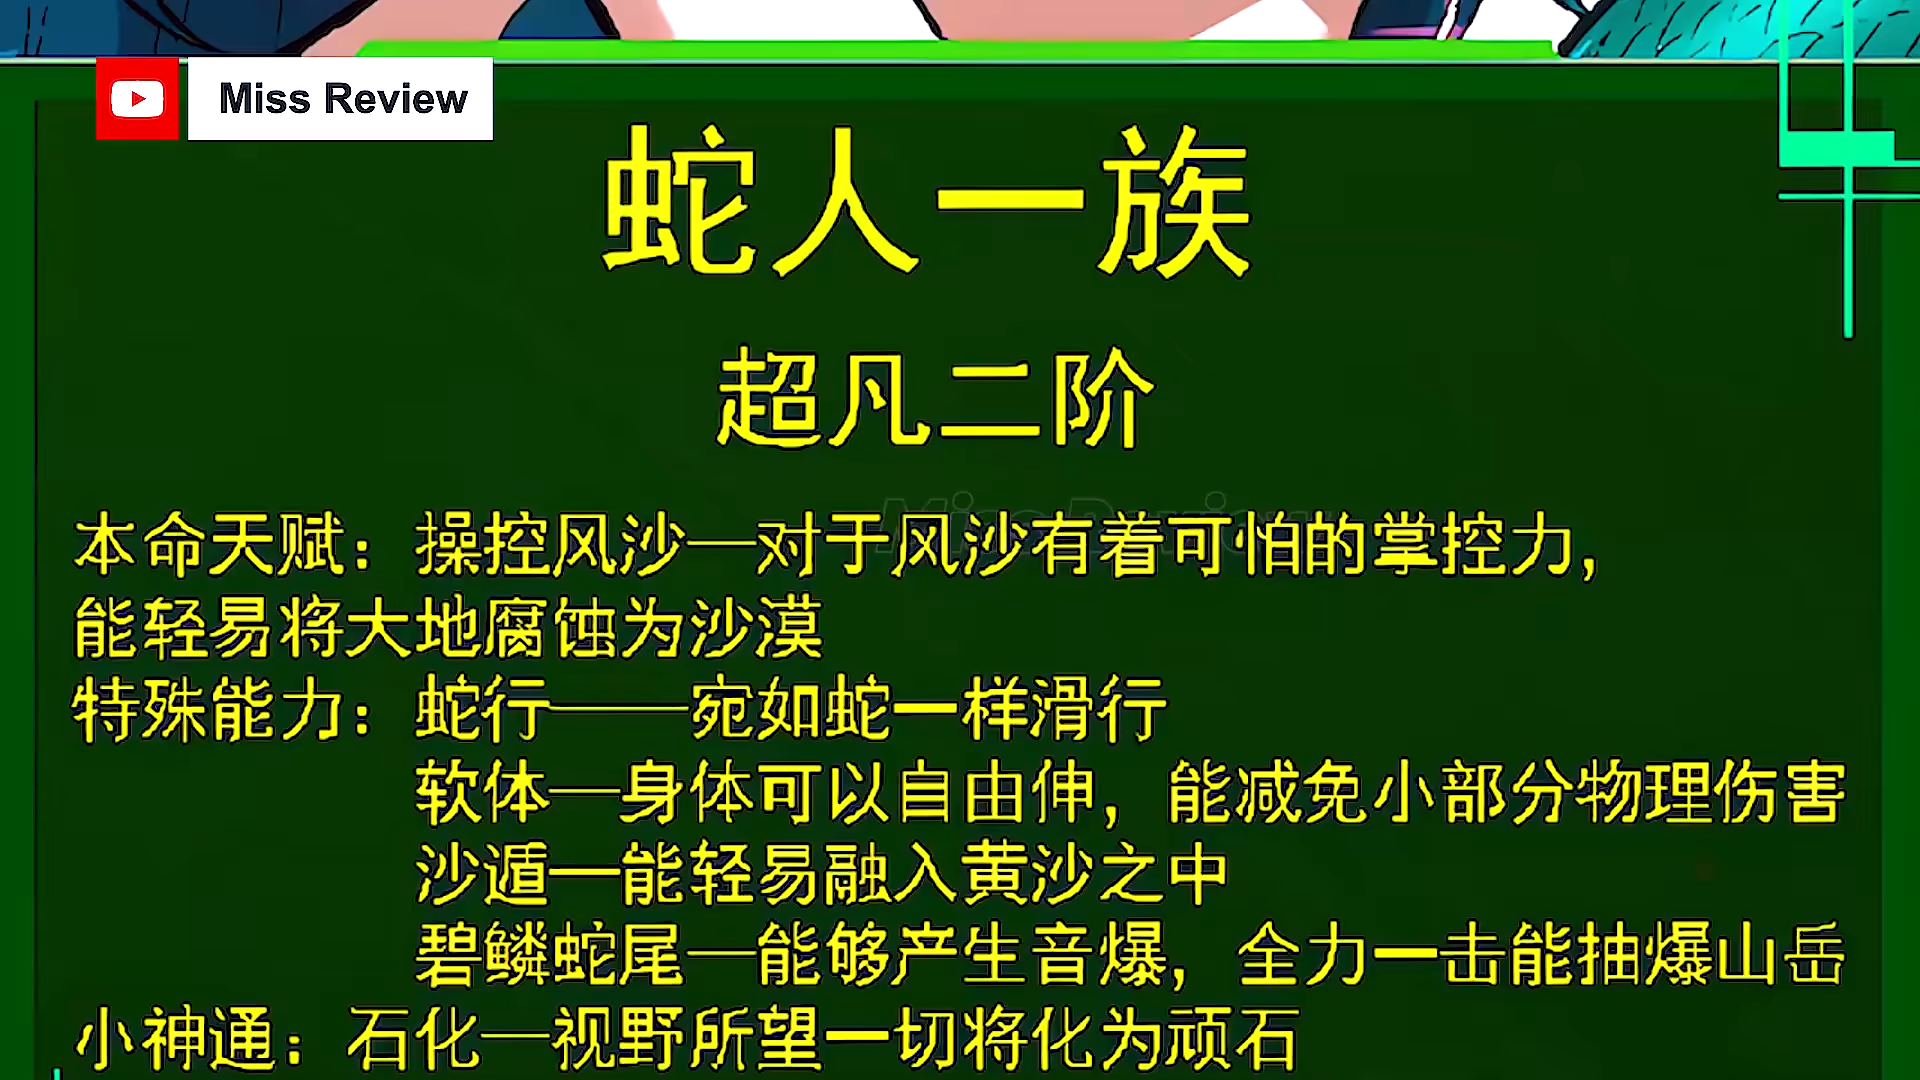 Miss Review
蛇人一族
超凡二阶
Miss Review
本命天赋：操控风沙—对于风沙有着可怕的掌控力，
能轻易将大地腐蚀为沙漠
特殊能力：蛇行——宛如蛇一样滑行
软体—身体可以自由伸，能减免小部分物理伤害
沙遁—能轻易融入黄沙之中
碧鳞蛇尾—能够产生音爆，全力一击能抽爆山岳
小神通：石化—视野所望一切将化为顽石